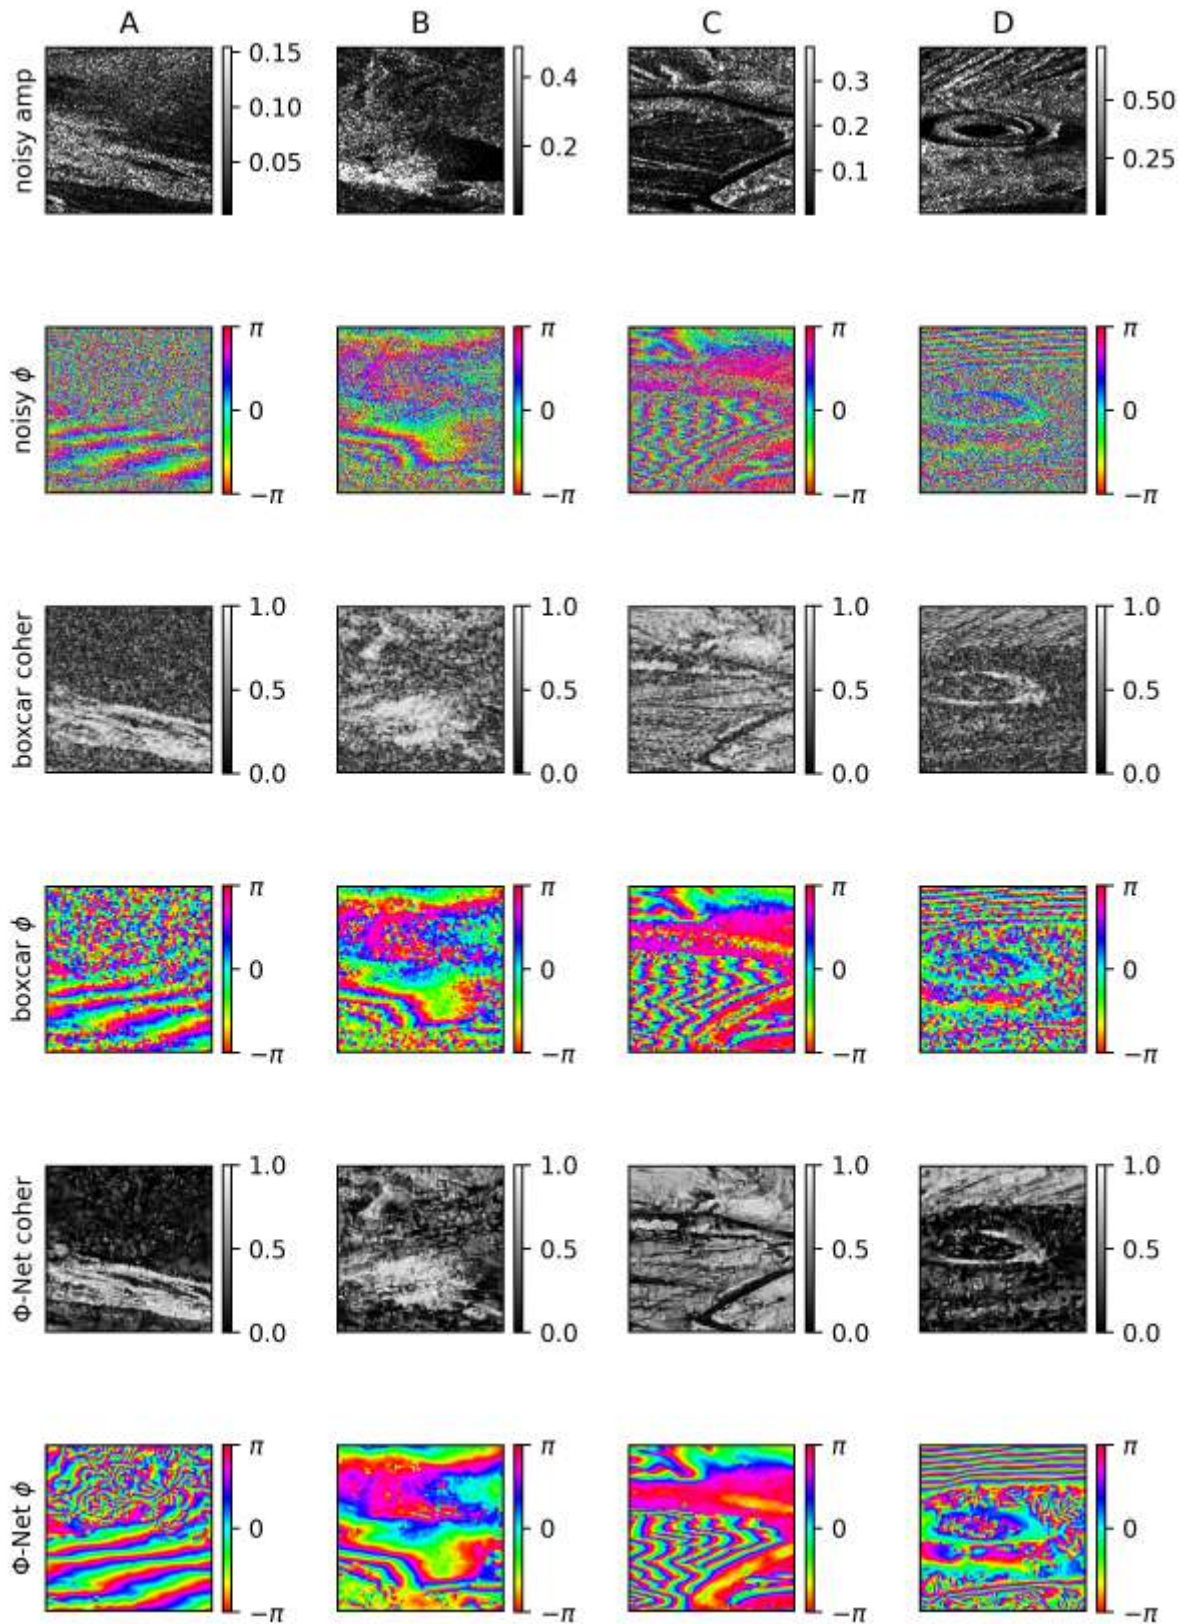 A B C D
noisy amp 0.15 0.10 0.05 0.4 0.2 0.3 0.2 0.1 0.50 0.25
noisy ϕ π 0 −π π 0 −π π 0 −π π 0 −π
boxcar coher 1.0 0.5 0.0 1.0 0.5 0.0 1.0 0.5 0.0 1.0 0.5 0.0
boxcar ϕ π 0 −π π 0 −π π 0 −π π 0 −π
Φ-Net coher 1.0 0.5 0.0 1.0 0.5 0.0 1.0 0.5 0.0 1.0 0.5 0.0
Φ-Net ϕ π 0 −π π 0 −π π 0 −π π 0 −π